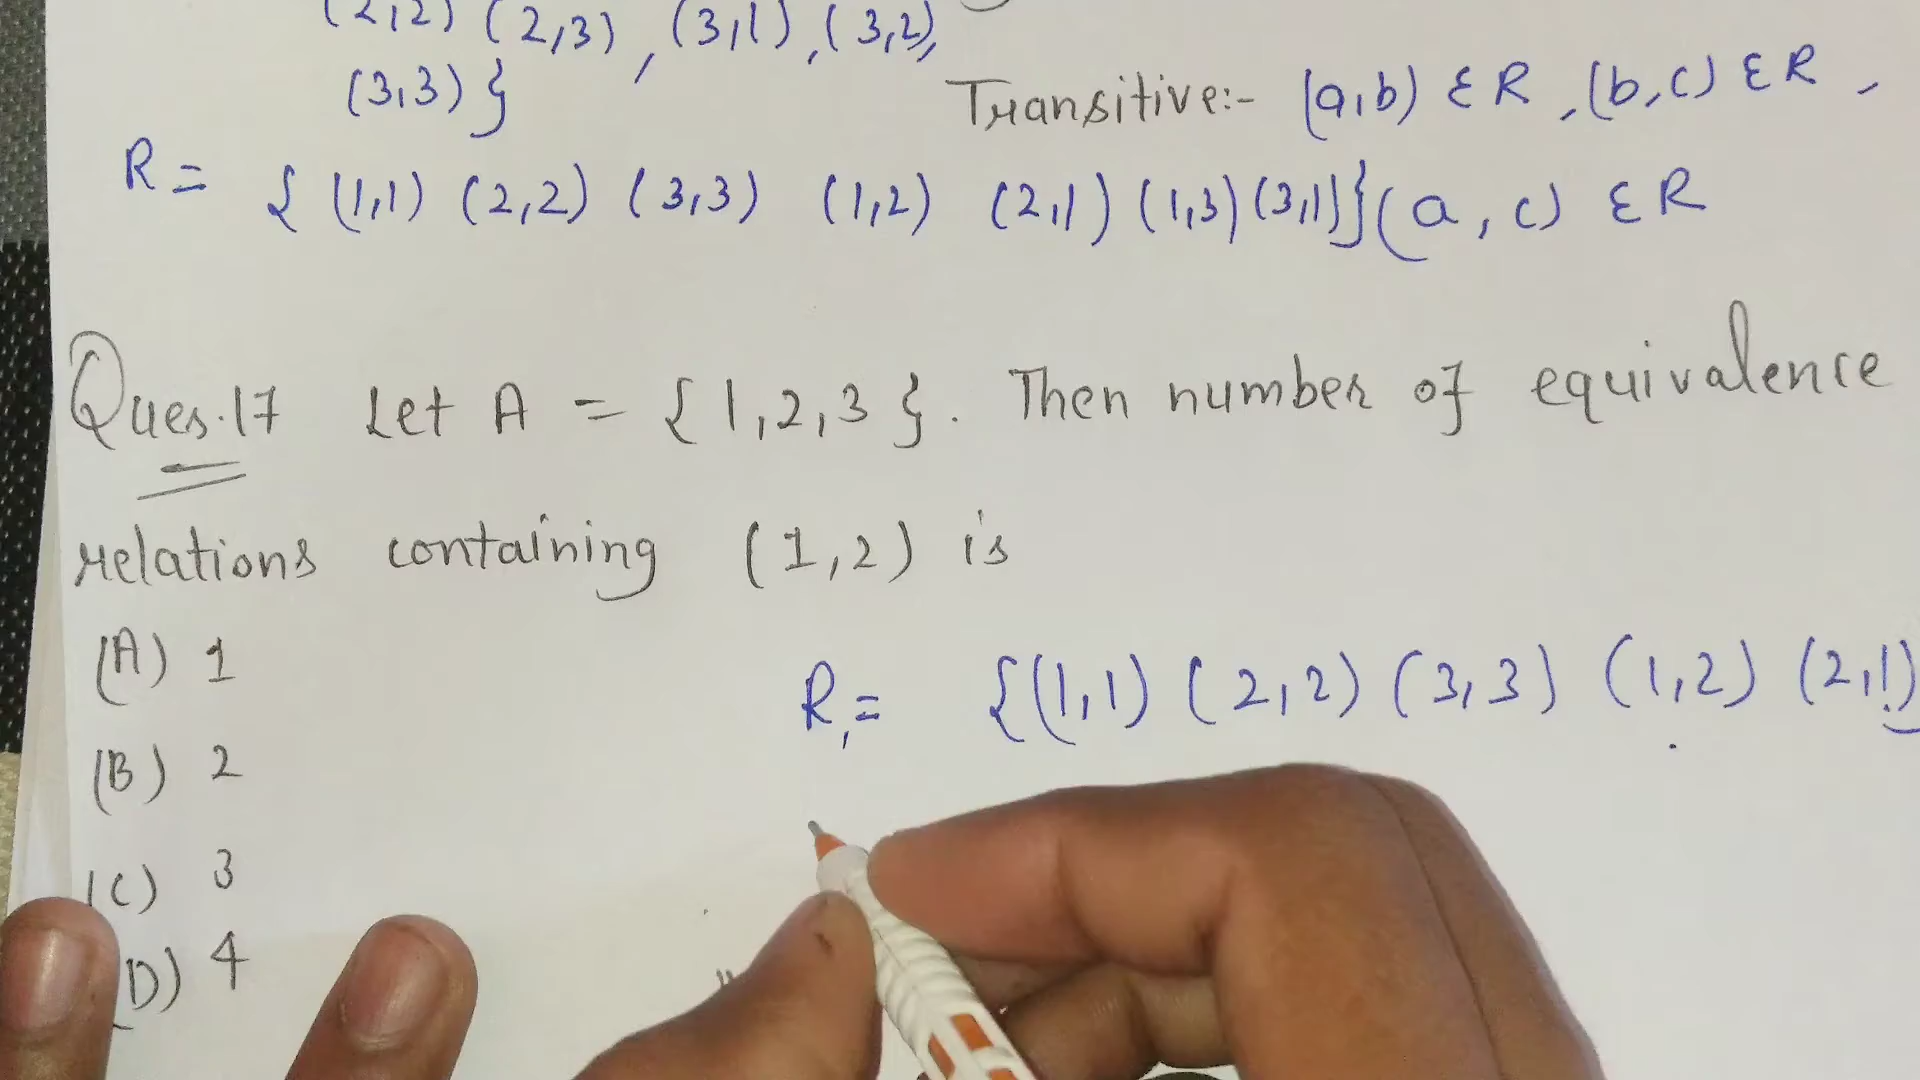 (2,2) (2,3), (3,1), (3,2),
(3,3)}
Transitive:- (a,b) ε R, (b,c) ε R,
R = {(1,1) (2,2) (3,3) (1,2) (2,1) (1,3) (3,1)} (a, c) ε R
Ques.17 Let A = {1,2,3}. Then number of equivalence
relations containing (1,2) is
(A) 1
R₁= {(1,1) (2,2) (3,3) (1,2) (2,1)
(B) 2
(C) 3
(D) 4